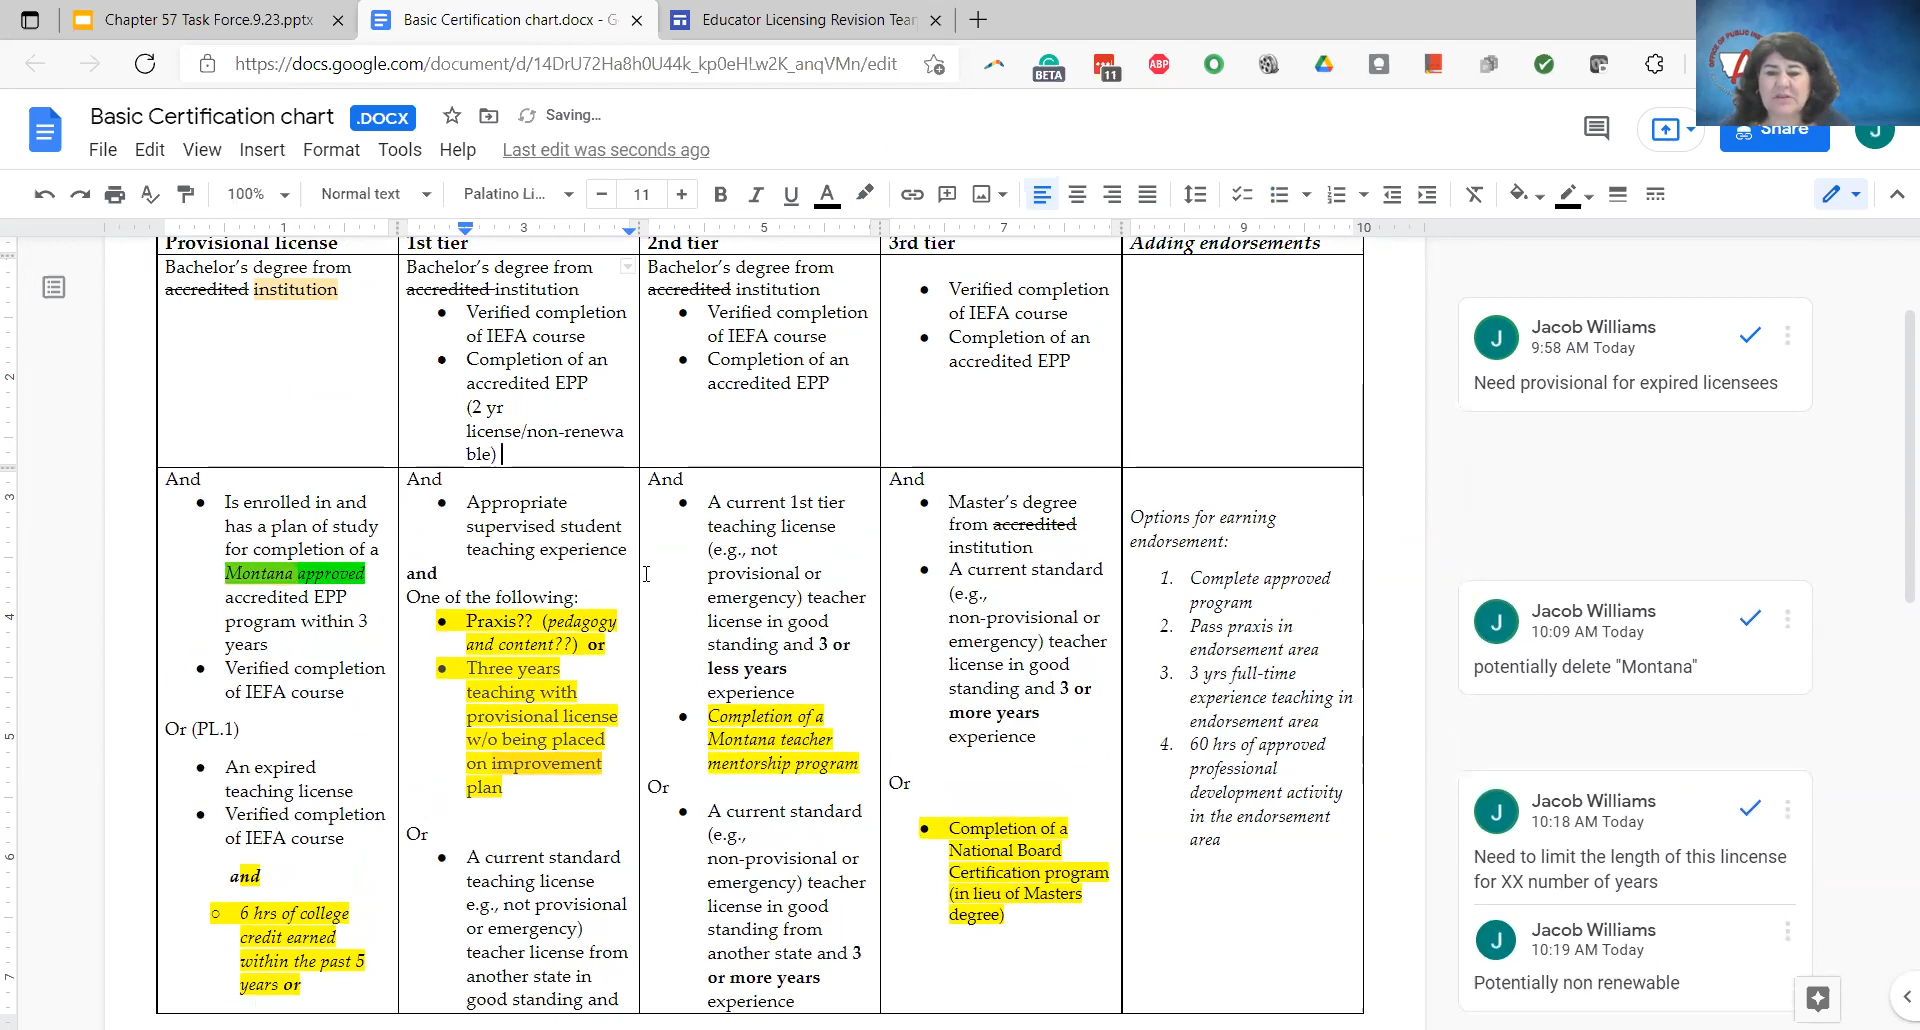 Chapter 57 Task Force.9.23.pptx
Basic Certification chart.docx - G
Educator Licensing Revision Tear
https://docs.google.com/document/d/14DrU72Ha8h0U44k_kp0eHLw2K_anqVMn/edit
BETA
11
ABP
Basic Certification chart
.DOCX
Saving...
Share
J
File Edit View Insert Format Tools Help
Last edit was seconds ago
100%
Normal text
Palatino Li...
11
B I U A
1 3 5 7 9 10
Provisional license
Bachelor's degree from
accredited institution
And
Is enrolled in and
has a plan of study
for completion of a
Montana approved
accredited EPP
program within 3
years
Verified completion
of IEFA course
Or (PL.1)
An expired
teaching license
Verified completion
of IEFA course
and
6 hrs of college
credit earned
within the past 5
years or
1st tier
Bachelor's degree from
accredited institution
Verified completion
of IEFA course
Completion of an
accredited EPP
(2 yr
license/non-renewa
ble)
And
Appropriate
supervised student
teaching experience
and
One of the following:
Praxis?? (pedagogy
and content??) or
Three years
teaching with
provisional license
w/o being placed
on improvement
plan
Or
A current standard
teaching license
e.g., not provisional
or emergency)
teacher license from
another state in
good standing and
2nd tier
Bachelor's degree from
accredited institution
Verified completion
of IEFA course
Completion of an
accredited EPP
And
A current 1st tier
teaching license
(e.g., not
provisional or
emergency) teacher
license in good
standing and 3 or
less years
experience
Completion of a
Montana teacher
mentorship program
Or
A current standard
(e.g.,
non-provisional or
emergency) teacher
license in good
standing from
another state and 3
or more years
experience
3rd tier
Verified completion
of IEFA course
Completion of an
accredited EPP
And
Master's degree
from accredited
institution
A current standard
(e.g.,
non-provisional or
emergency) teacher
license in good
standing and 3 or
more years
experience
Or
Completion of a
National Board
Certification program
(in lieu of Masters
degree)
Adding endorsements
Options for earning
endorsement:
1. Complete approved
program
2. Pass praxis in
endorsement area
3. 3 yrs full-time
experience teaching in
endorsement area
4. 60 hrs of approved
professional
development activity
in the endorsement
area
2
3
4
5
6
7
J
Jacob Williams
9:58 AM Today
Need provisional for expired licensees
J
Jacob Williams
10:09 AM Today
potentially delete "Montana"
J
Jacob Williams
10:18 AM Today
Need to limit the length of this lincense
for XX number of years
J
Jacob Williams
10:19 AM Today
Potentially non renewable